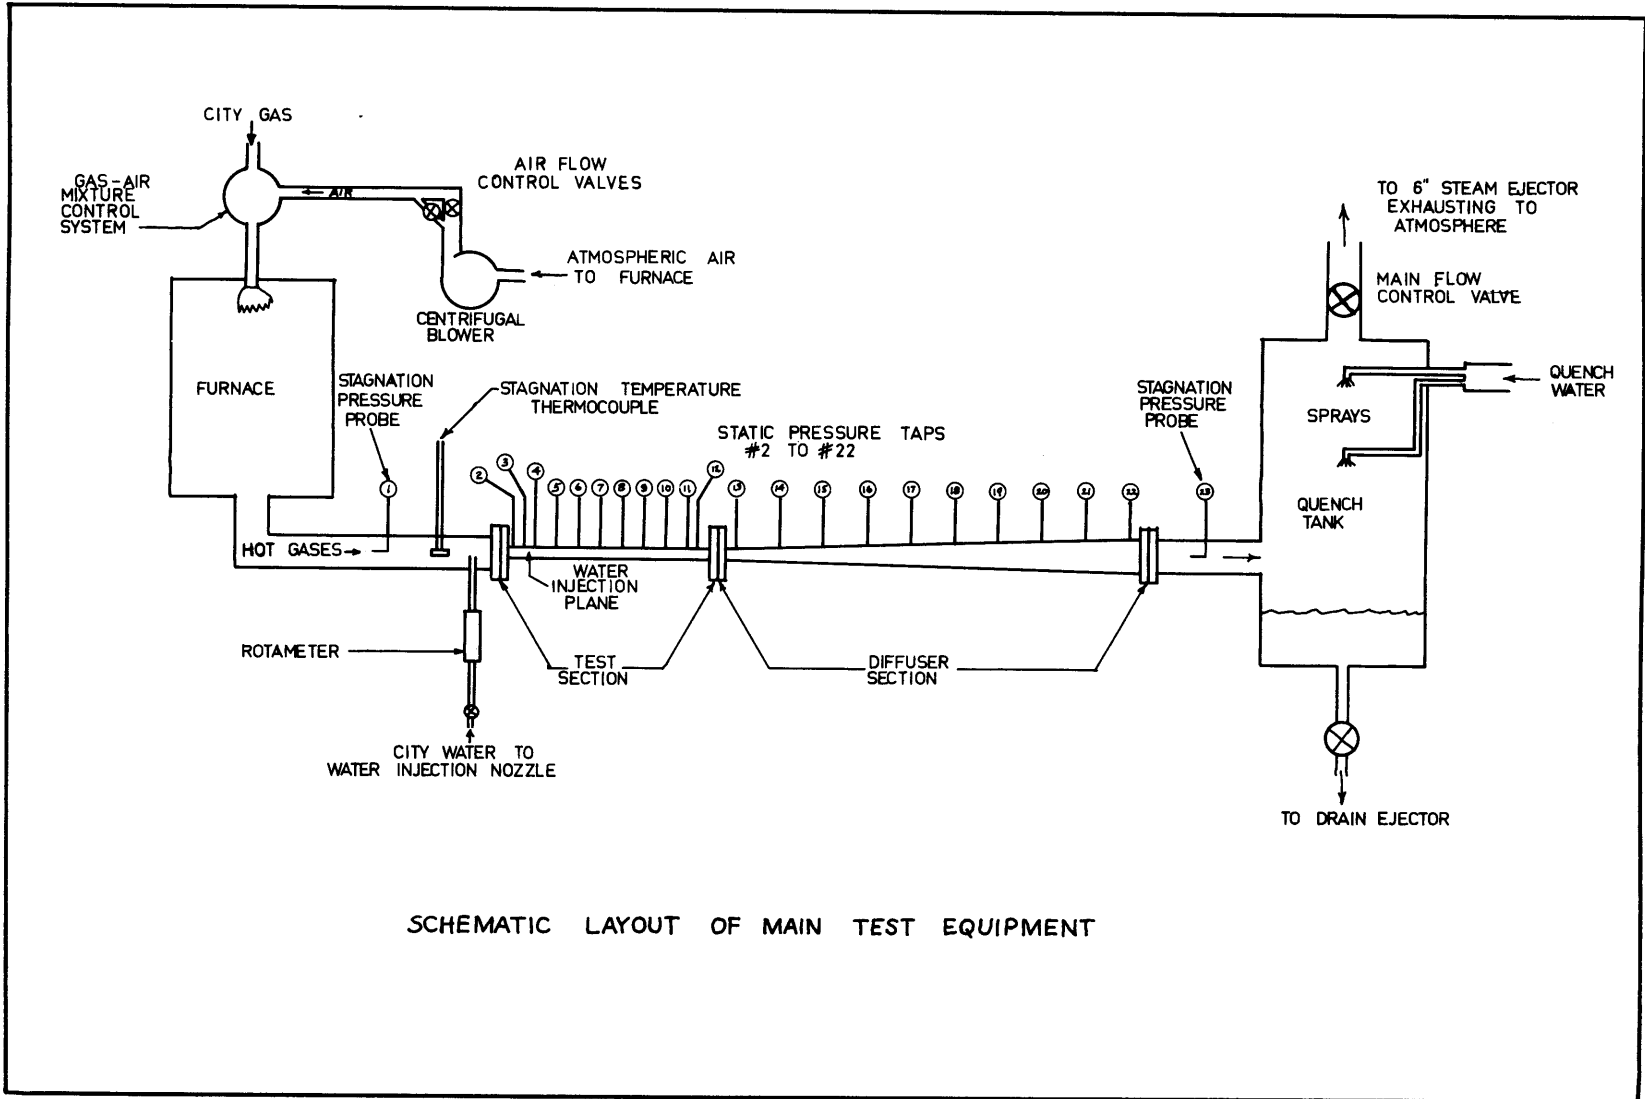 CITY GAS
GAS-AIR
MIXTURE
CONTROL
SYSTEM
AIR
AIR FLOW
CONTROL VALVES
ATMOSPHERIC AIR
TO FURNACE
CENTRIFUGAL
BLOWER
TO 6" STEAM EJECTOR
EXHAUSTING TO
ATMOSPHERE
MAIN FLOW
CONTROL VALVE
FURNACE
STAGNATION
PRESSURE
PROBE
STAGNATION TEMPERATURE
THERMOCOUPLE
STATIC PRESSURE TAPS
#2 TO #22
STAGNATION
PRESSURE
PROBE
QUENCH
WATER
SPRAYS
QUENCH
TANK
1 2 3 4 5 6 7 8 9 10 11 12 13 14 15 16 17 18 19 20 21 22 23
HOT GASES
WATER
INJECTION
PLANE
ROTAMETER
TEST
SECTION
DIFFUSER
SECTION
CITY WATER TO
WATER INJECTION NOZZLE
TO DRAIN EJECTOR
SCHEMATIC LAYOUT OF MAIN TEST EQUIPMENT